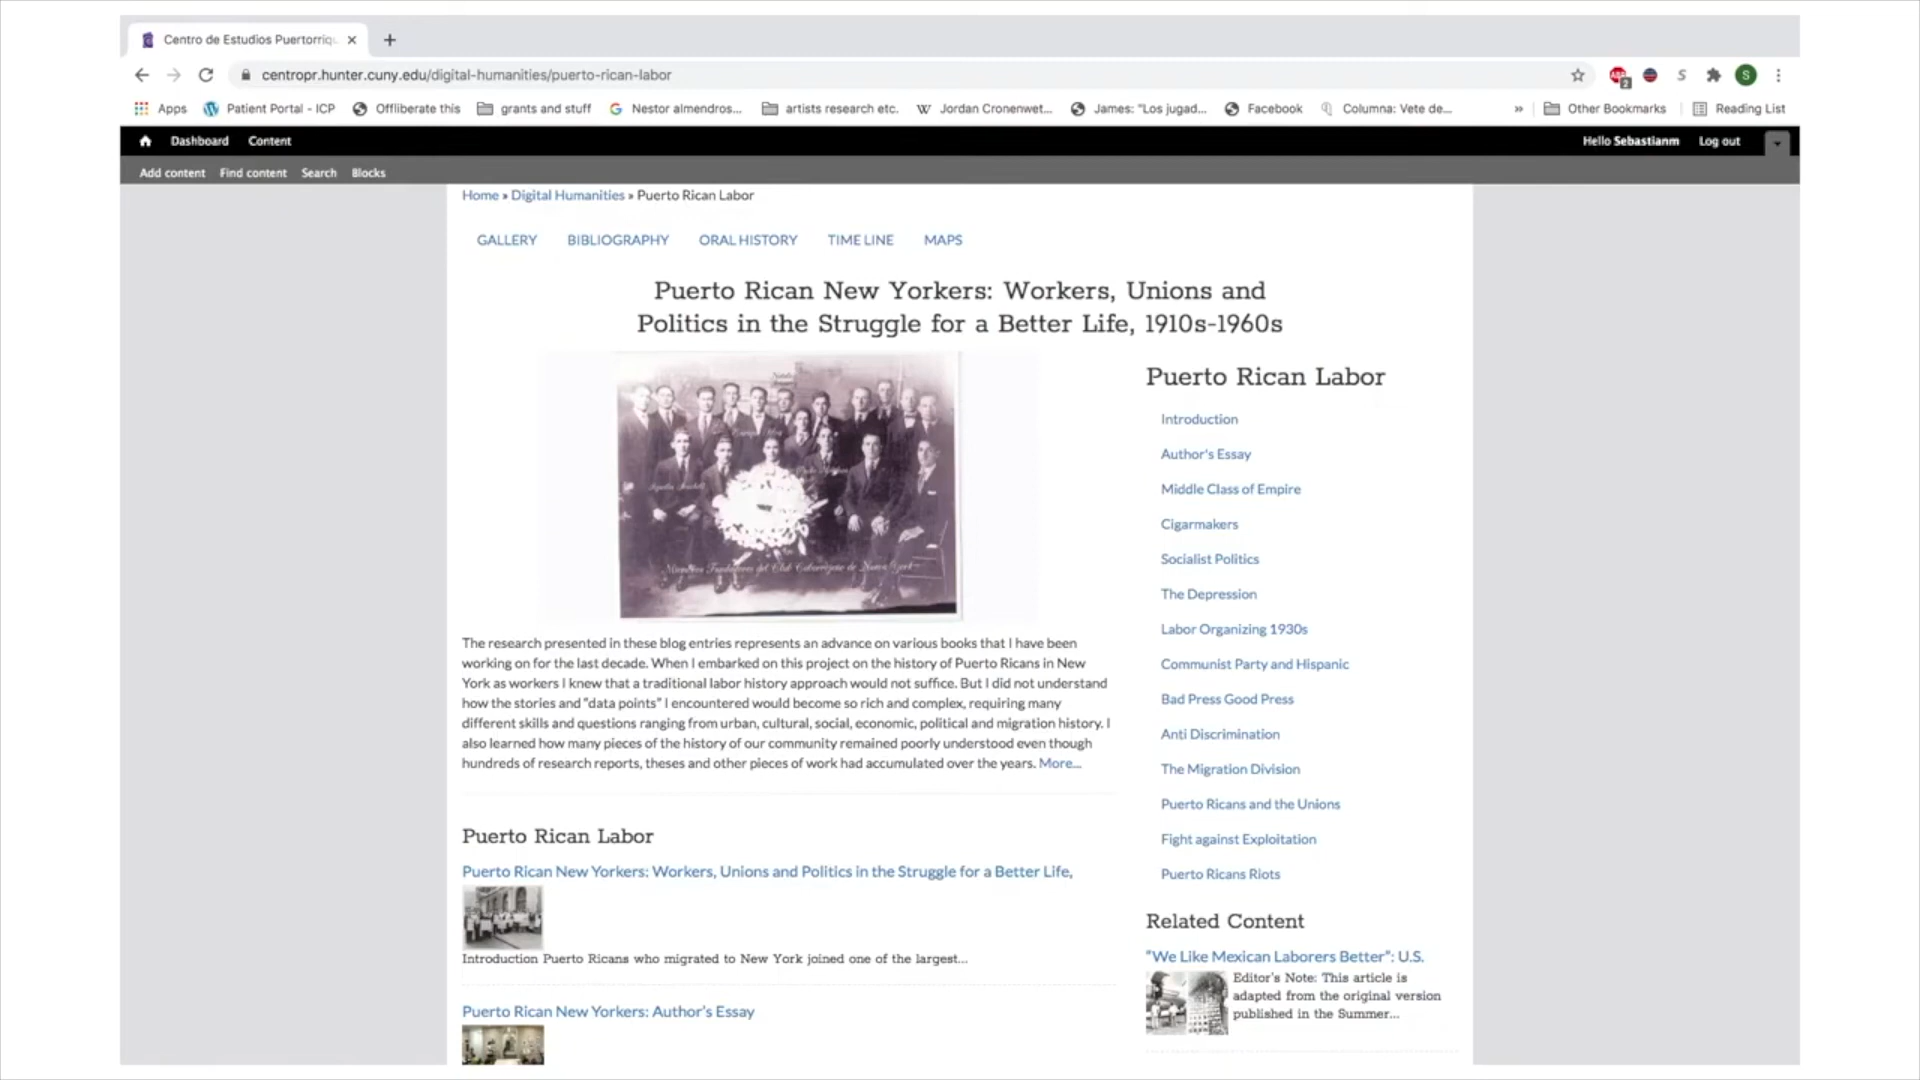 Centro de Estudios Puertorriq
centropr.hunter.cuny.edu/digital-humanities/puerto-rican-labor
Apps Patient Portal - ICP Offliberate this grants and stuff Nestor almendros... artists research etc. Jordan Cronenwet... James: "Los jugad... Facebook Columna: Vete de... » Other Bookmarks Reading List
Dashboard Content Hello Sebastianm Log out
Add content Find content Search Blocks
Home » Digital Humanities » Puerto Rican Labor
GALLERY BIBLIOGRAPHY ORAL HISTORY TIME LINE MAPS
Puerto Rican New Yorkers: Workers, Unions and
Politics in the Struggle for a Better Life, 1910s-1960s
Miembros Fundadores del Club Caborrojeño de Nueva York
The research presented in these blog entries represents an advance on various books that I have been
working on for the last decade. When I embarked on this project on the history of Puerto Ricans in New
York as workers I knew that a traditional labor history approach would not suffice. But I did not understand
how the stories and "data points" I encountered would become so rich and complex, requiring many
different skills and questions ranging from urban, cultural, social, economic, political and migration history. I
also learned how many pieces of the history of our community remained poorly understood even though
hundreds of research reports, theses and other pieces of work had accumulated over the years. More...
Puerto Rican Labor
Puerto Rican New Yorkers: Workers, Unions and Politics in the Struggle for a Better Life,
Introduction Puerto Ricans who migrated to New York joined one of the largest...
Puerto Rican New Yorkers: Author's Essay
Puerto Rican Labor
Introduction
Author's Essay
Middle Class of Empire
Cigarmakers
Socialist Politics
The Depression
Labor Organizing 1930s
Communist Party and Hispanic
Bad Press Good Press
Anti Discrimination
The Migration Division
Puerto Ricans and the Unions
Fight against Exploitation
Puerto Ricans Riots
Related Content
"We Like Mexican Laborers Better": U.S.
Editor's Note: This article is
adapted from the original version
published in the Summer...